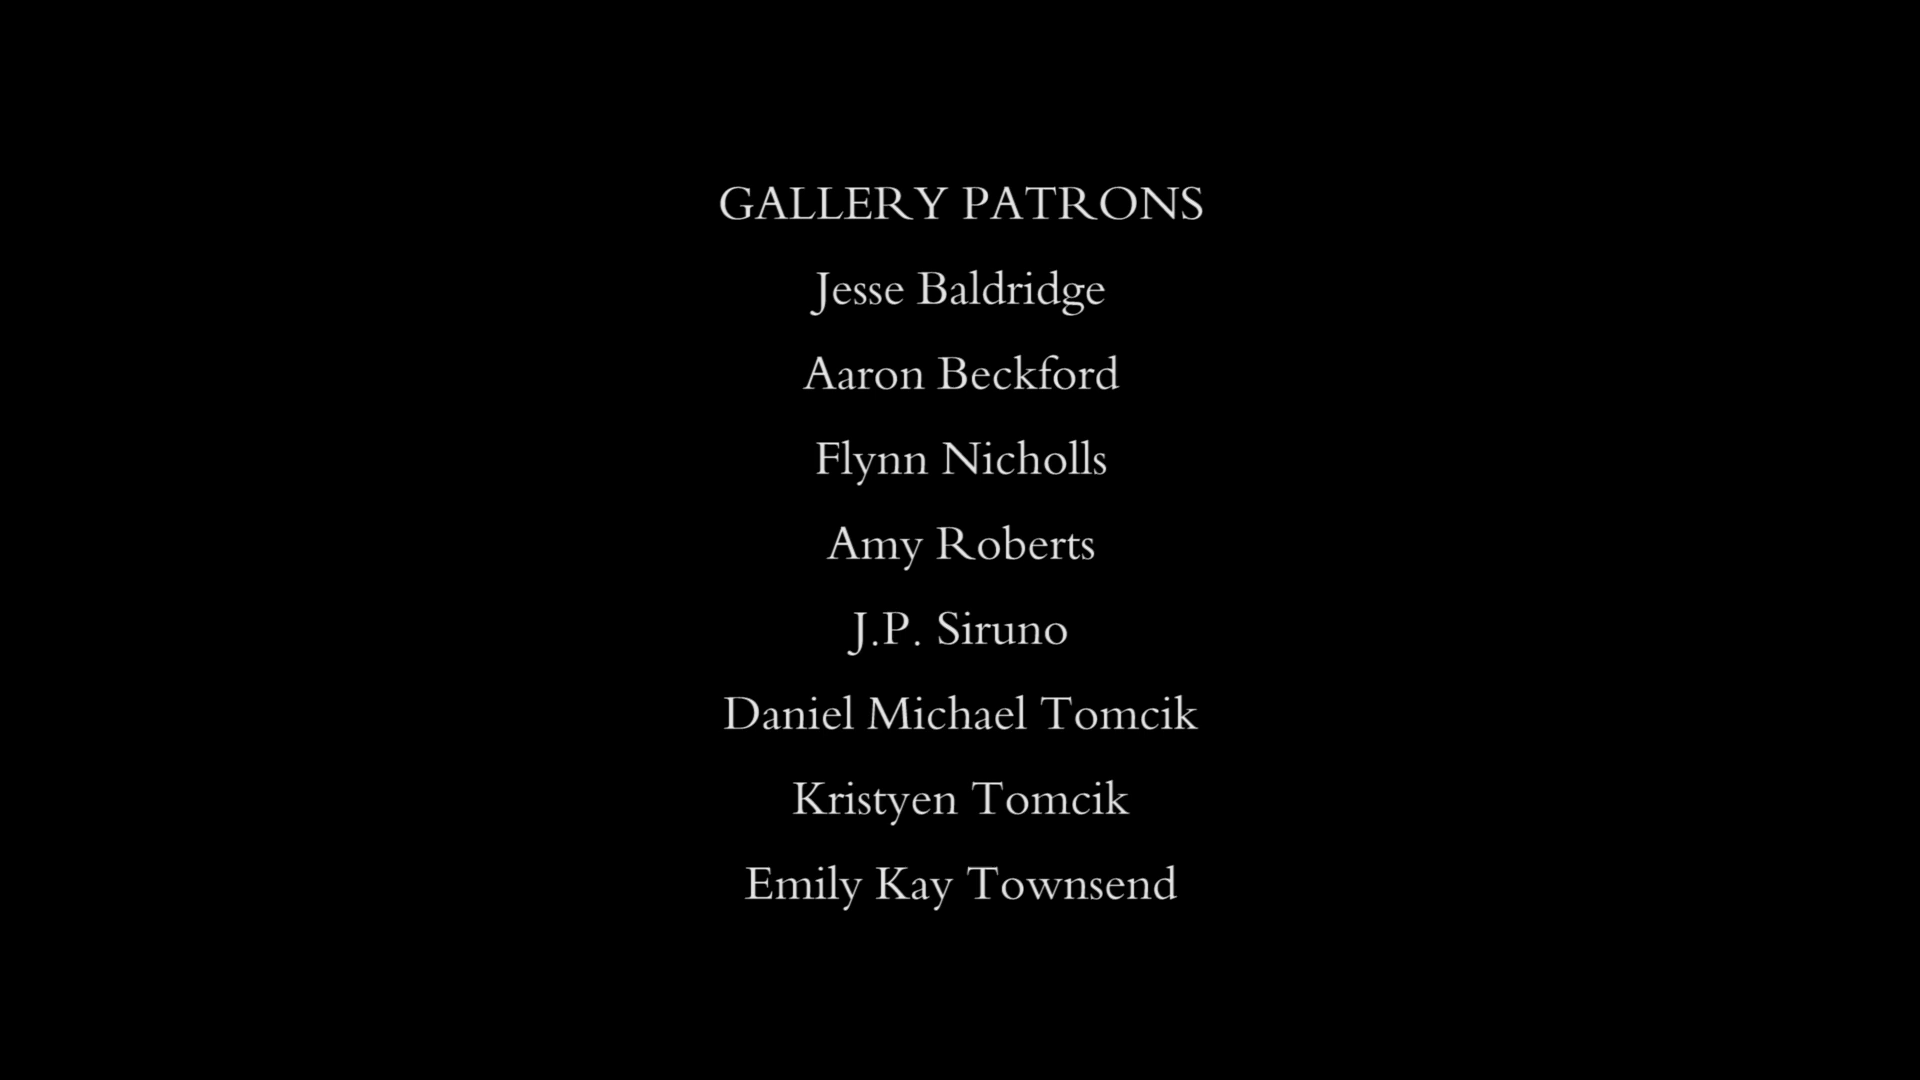 GALLERY PATRONS
Jesse Baldridge
Aaron Beckford
Flynn Nicholls
Amy Roberts
J.P. Siruno
Daniel Michael Tomcik
Kristyen Tomcik
Emily Kay Townsend